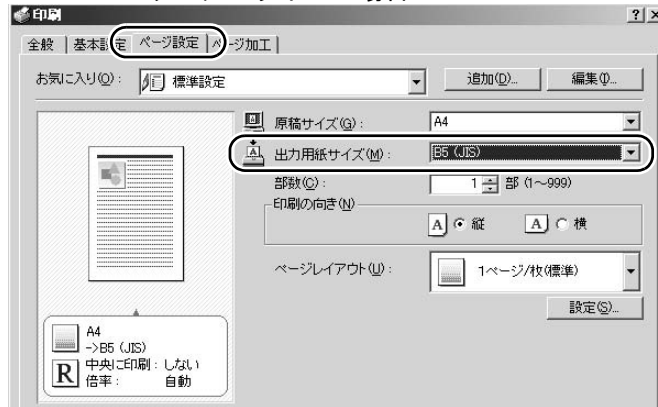 印刷
全般 基本設定 ページ設定 ページ加工
お気に入り(O): 標準設定 追加(D)... 編集(I)...
原稿サイズ(G): A4
出力用紙サイズ(M): B5 (JIS)
部数(C): 1 部 (1～999)
印刷の向き(N)
A 縦 A 横
ページレイアウト(U): 1ページ/枚(標準)
設定(S)...
A4
->B5 (JIS)
中央に印刷: しない
R 倍率: 自動